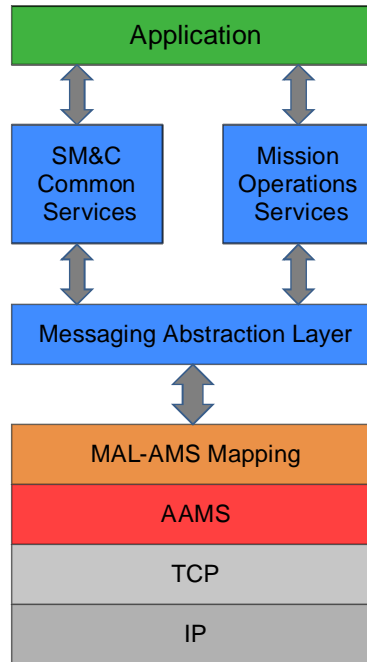 Application
SM&C
Common
Services
Mission
Operations
Services
Messaging Abstraction Layer
MAL-AMS Mapping
AAMS
TCP
IP